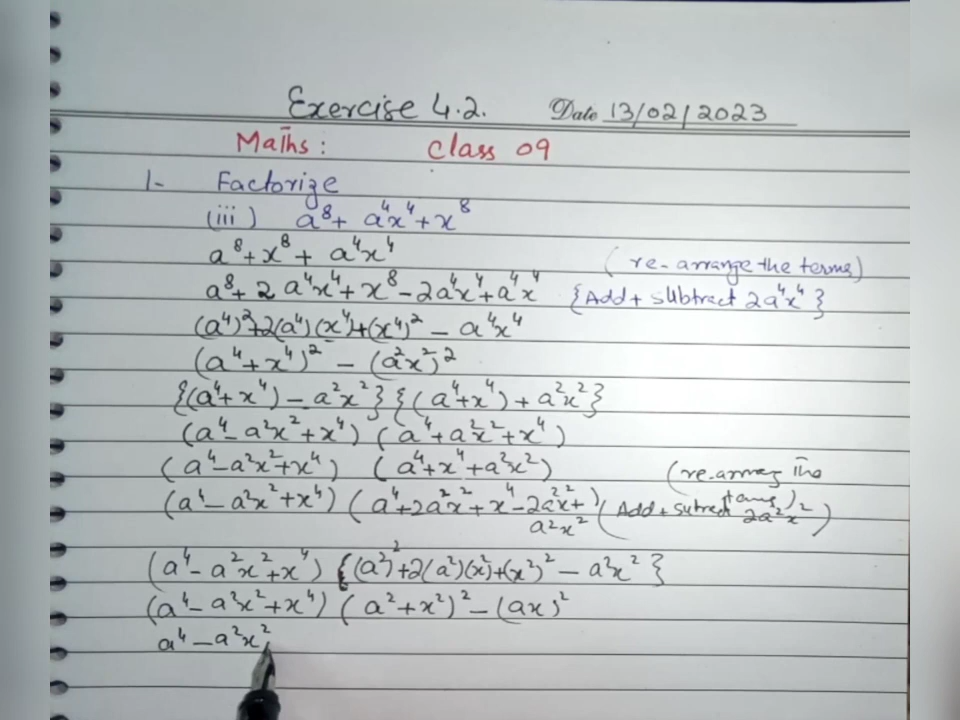 Exercise 4.2. Date 13/02/2023
Maths: Class 09
1- Factorize
(iii) a⁸+ a⁴x⁴+x⁸
a⁸+x⁸+ a⁴x⁴ (re-arrange the terms)
a⁸+ 2a⁴x⁴+x⁸-2a⁴x⁴+a⁴x⁴ {Add + subtract 2a⁴x⁴}
(a⁴)²+2(a⁴)(x⁴)+(x⁴)² - a⁴x⁴
(a⁴+x⁴)² - (a²x²)²
{(a⁴+x⁴) - a²x²}{(a⁴+x⁴) + a²x²}
(a⁴-a²x²+x⁴) (a⁴+a²x²+x⁴)
(a⁴-a²x²+x⁴) (a⁴+x⁴+a²x²) (re-arrang the
(a⁴-a²x²+x⁴) (a⁴+2a²x²+x⁴-2a²x²+ a²x²) (Add + subtract 2a²x²)
(a⁴-a²x²+x⁴) {(a²)²+2(a²)(x²)+(x²)² - a²x²}
(a⁴-a²x²+x⁴) (a²+x²)² - (ax)²
a⁴ - a²x²